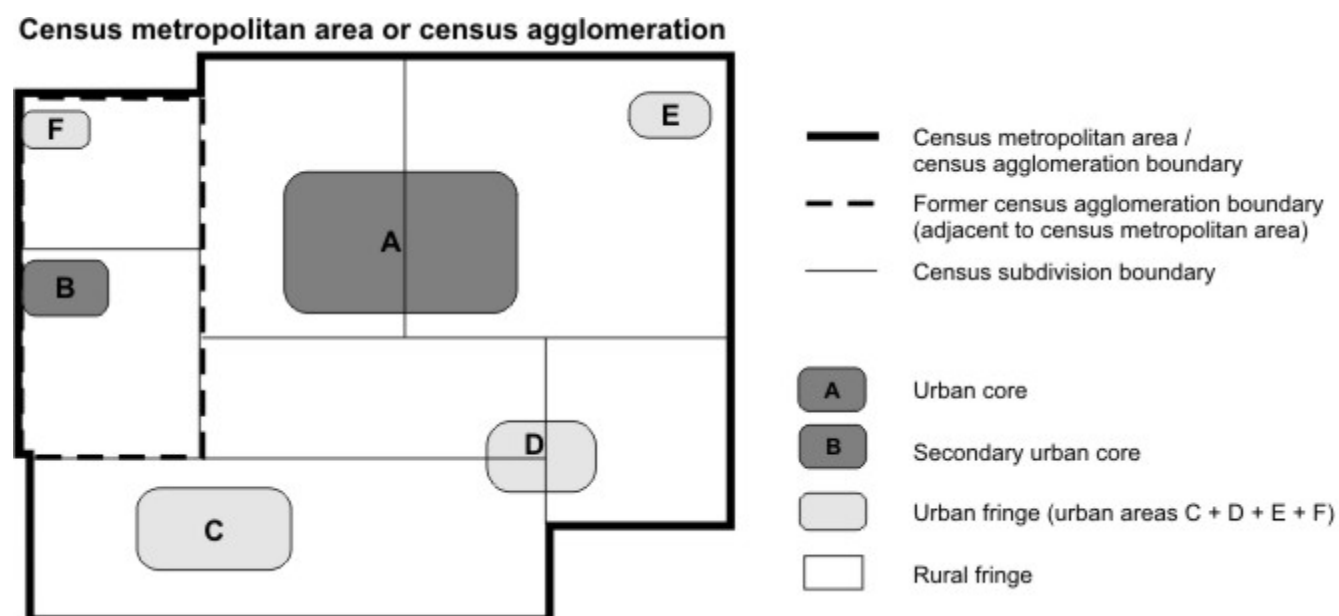 Census metropolitan area or census agglomeration
F
E
A
B
D
C
Census metropolitan area /
census agglomeration boundary
Former census agglomeration boundary
(adjacent to census metropolitan area)
Census subdivision boundary
A Urban core
B Secondary urban core
Urban fringe (urban areas C + D + E + F)
Rural fringe